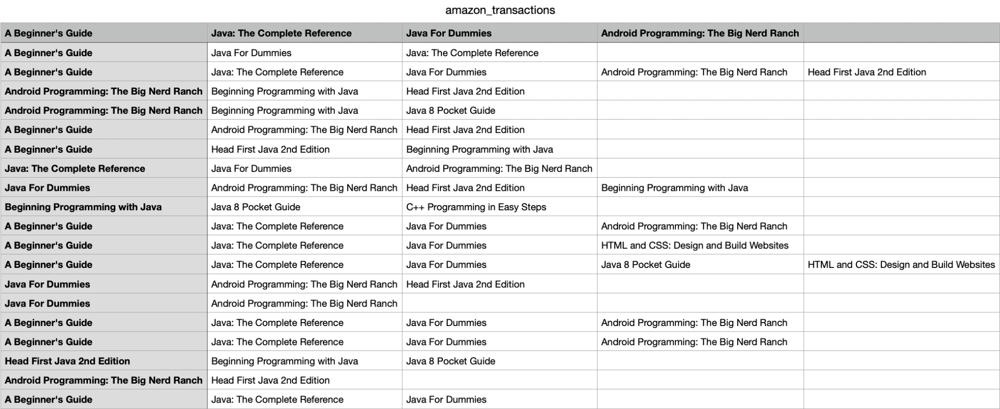 amazon_transactions
A Beginner's Guide Java: The Complete Reference Java For Dummies Android Programming: The Big Nerd Ranch
A Beginner's Guide Java For Dummies Java: The Complete Reference
A Beginner's Guide Java: The Complete Reference Java For Dummies Android Programming: The Big Nerd Ranch Head First Java 2nd Edition
Android Programming: The Big Nerd Ranch Beginning Programming with Java Head First Java 2nd Edition
Android Programming: The Big Nerd Ranch Beginning Programming with Java Java 8 Pocket Guide
A Beginner's Guide Android Programming: The Big Nerd Ranch Head First Java 2nd Edition
A Beginner's Guide Head First Java 2nd Edition Beginning Programming with Java
Java: The Complete Reference Java For Dummies Android Programming: The Big Nerd Ranch
Java For Dummies Android Programming: The Big Nerd Ranch Head First Java 2nd Edition Beginning Programming with Java
Beginning Programming with Java Java 8 Pocket Guide C++ Programming in Easy Steps
A Beginner's Guide Java: The Complete Reference Java For Dummies Android Programming: The Big Nerd Ranch
A Beginner's Guide Java: The Complete Reference Java For Dummies HTML and CSS: Design and Build Websites
A Beginner's Guide Java: The Complete Reference Java For Dummies Java 8 Pocket Guide HTML and CSS: Design and Build Websites
Java For Dummies Android Programming: The Big Nerd Ranch Head First Java 2nd Edition
Java For Dummies Android Programming: The Big Nerd Ranch
A Beginner's Guide Java: The Complete Reference Java For Dummies Android Programming: The Big Nerd Ranch
A Beginner's Guide Java: The Complete Reference Java For Dummies Android Programming: The Big Nerd Ranch
Head First Java 2nd Edition Beginning Programming with Java Java 8 Pocket Guide
Android Programming: The Big Nerd Ranch Head First Java 2nd Edition
A Beginner's Guide Java: The Complete Reference Java For Dummies